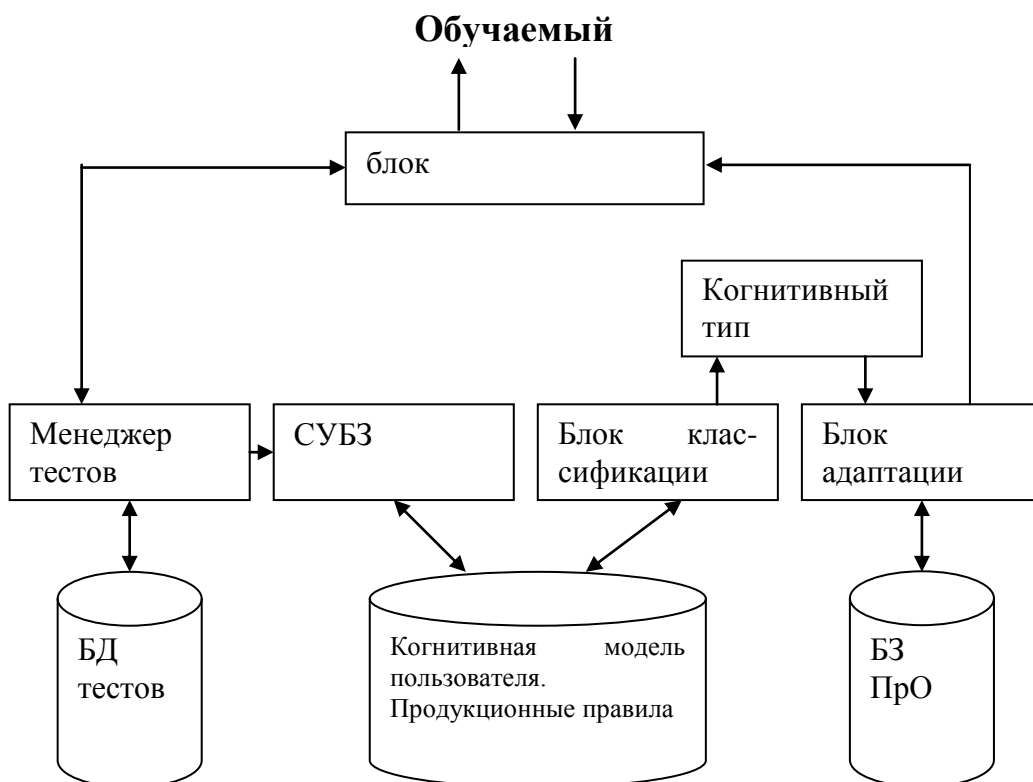 Обучаемый
блок
Когнитивный
тип
Менеджер
тестов
СУБЗ
Блок клас-
сификации
Блок
адаптации
БД
тестов
Когнитивная модель
пользователя.
Продукционные правила
БЗ
ПрО